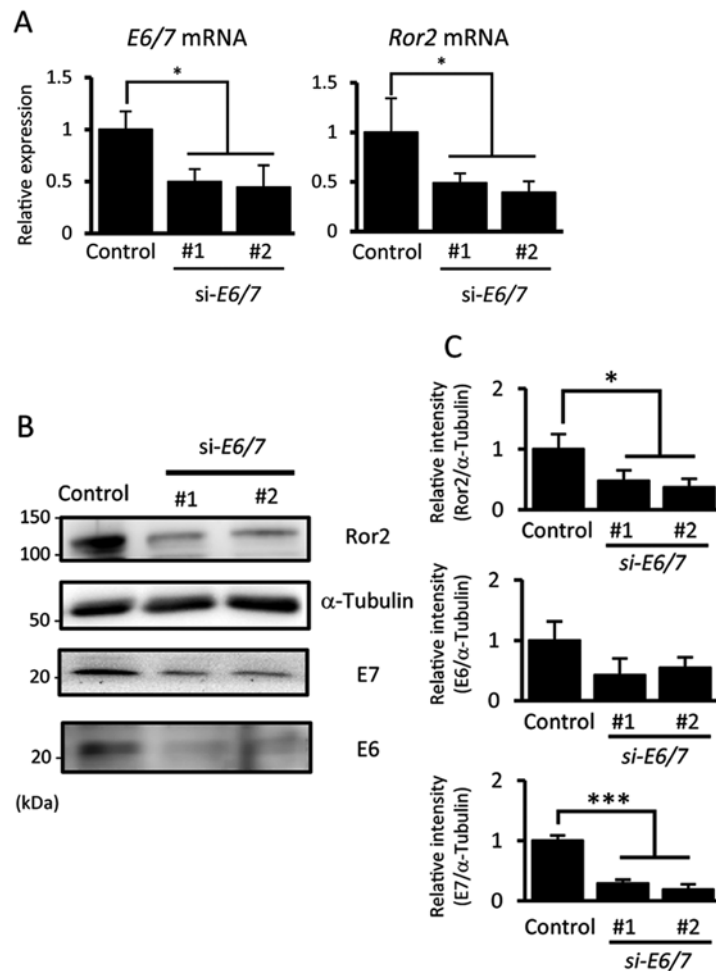 A
E6/7 mRNA
Ror2 mRNA
Relative expression
1.5
1
0.5
0
*
Control
#1
#2
si-E6/7
1.5
1
0.5
0
*
Control
#1
#2
si-E6/7
B
si-E6/7
Control
#1
#2
150
100
Ror2
50
α-Tubulin
20
E7
20
E6
(kDa)
C
Relative intensity
(Ror2/α-Tubulin)
2
1
0
*
Control
#1
#2
si-E6/7
Relative intensity
(E6/α-Tubulin)
2
1
0
Control
#1
#2
si-E6/7
Relative intensity
(E7/α-Tubulin)
2
1
0
***
Control
#1
#2
si-E6/7